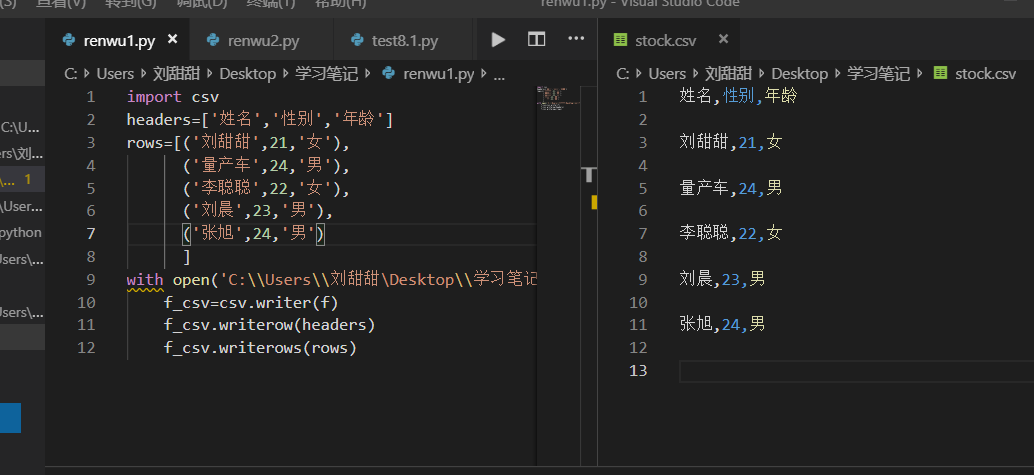 查看(V) 转到(G) 调试(D) 终端(T) 帮助(H) renwu1.py - Visual Studio Code
renwu1.py × renwu2.py test8.1.py
C: Users 刘甜甜 Desktop 学习笔记 renwu1.py ...
1 import csv
2 headers=['姓名','性别','年龄']
3 rows=[('刘甜甜',21,'女'),
4 ('量产车',24,'男'),
5 ('李聪聪',22,'女'),
6 ('刘晨',23,'男'),
7 ('张旭',24,'男')
8 ]
9 with open('C:\\Users\\刘甜甜\Desktop\\学习笔记
10 f_csv=csv.writer(f)
11 f_csv.writerow(headers)
12 f_csv.writerows(rows)
stock.csv ×
C: Users 刘甜甜 Desktop 学习笔记 stock.csv
1 姓名,性别,年龄
2
3 刘甜甜,21,女
4
5 量产车,24,男
6
7 李聪聪,22,女
8
9 刘晨,23,男
10
11 张旭,24,男
12
13
C:\U...
ers\刘...
\... 1
\User...
python
Jsers\...
Jsers\...